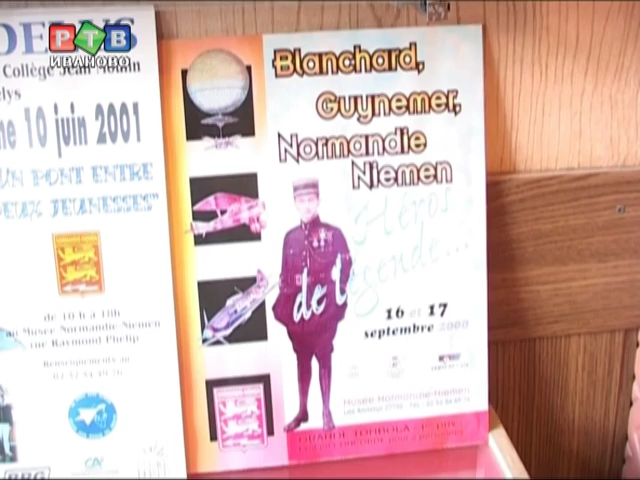 РТВ
ИВАНОВО
Collège Jean Moulin
10 juin 2001
UN PONT ENTRE
DEUX JEUNESSES"
de 10 h à 18h
au Musée Normandie-Niemen
rue Raymond Phelip
Renseignements au
BRG
CA
Blanchard,
Guynemer,
Normandie
Niemen
Héros
de légende...
16 et 17
septembre 2000
Musée Normandie-Niemen
GRANDE TOMBOLA